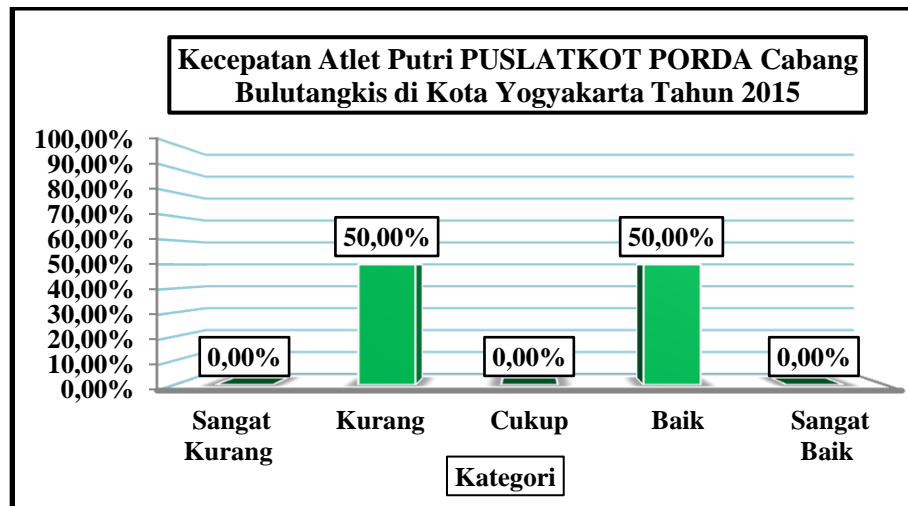 Kecepatan Atlet Putri PUSLATKOT PORDA Cabang
Bulutangkis di Kota Yogyakarta Tahun 2015
100,00%
90,00%
80,00%
70,00%
60,00%
50,00%
40,00%
30,00%
20,00%
10,00%
0,00%
0,00%
50,00%
0,00%
50,00%
0,00%
Sangat
Kurang
Kurang
Cukup
Baik
Sangat
Baik
Kategori